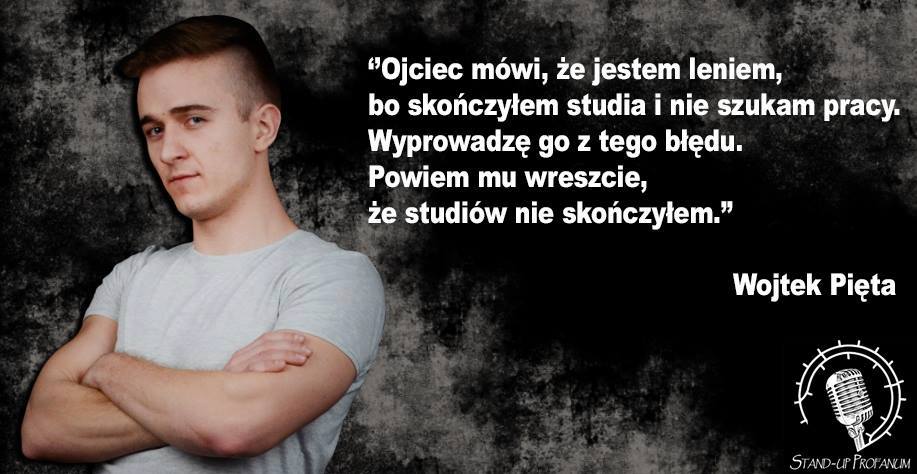 “Ojciec mówi, że jestem leniem,
bo skończyłem studia i nie szukam pracy.
Wyprowadzę go z tego błędu.
Powiem mu wreszcie,
że studiów nie skończyłem.”
Wojtek Pięta
STAND-UP PROFANUM